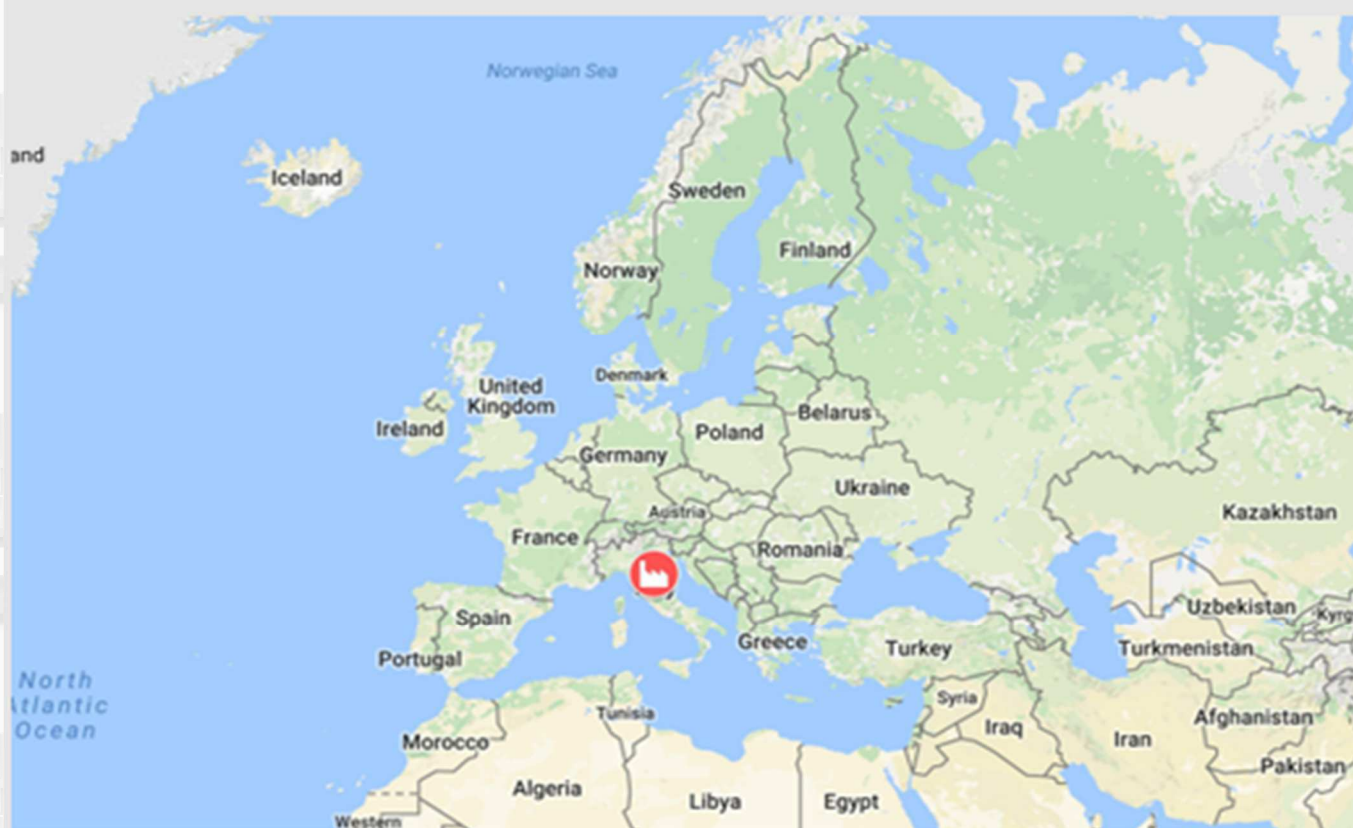 Norwegian Sea
and
Iceland
Sweden
Finland
Norway
Denmark
United
Kingdom
Ireland
Belarus
Poland
Germany
Ukraine
Austria
Kazakhstan
France
Romania
Uzbekistan
Kyrg
Spain
Greece
Turkey
Turkmenistan
Portugal
North
Atlantic
Ocean
Syria
Tunisia
Iraq
Afghanistan
Iran
Morocco
Pakistan
Algeria
Libya
Egypt
Western